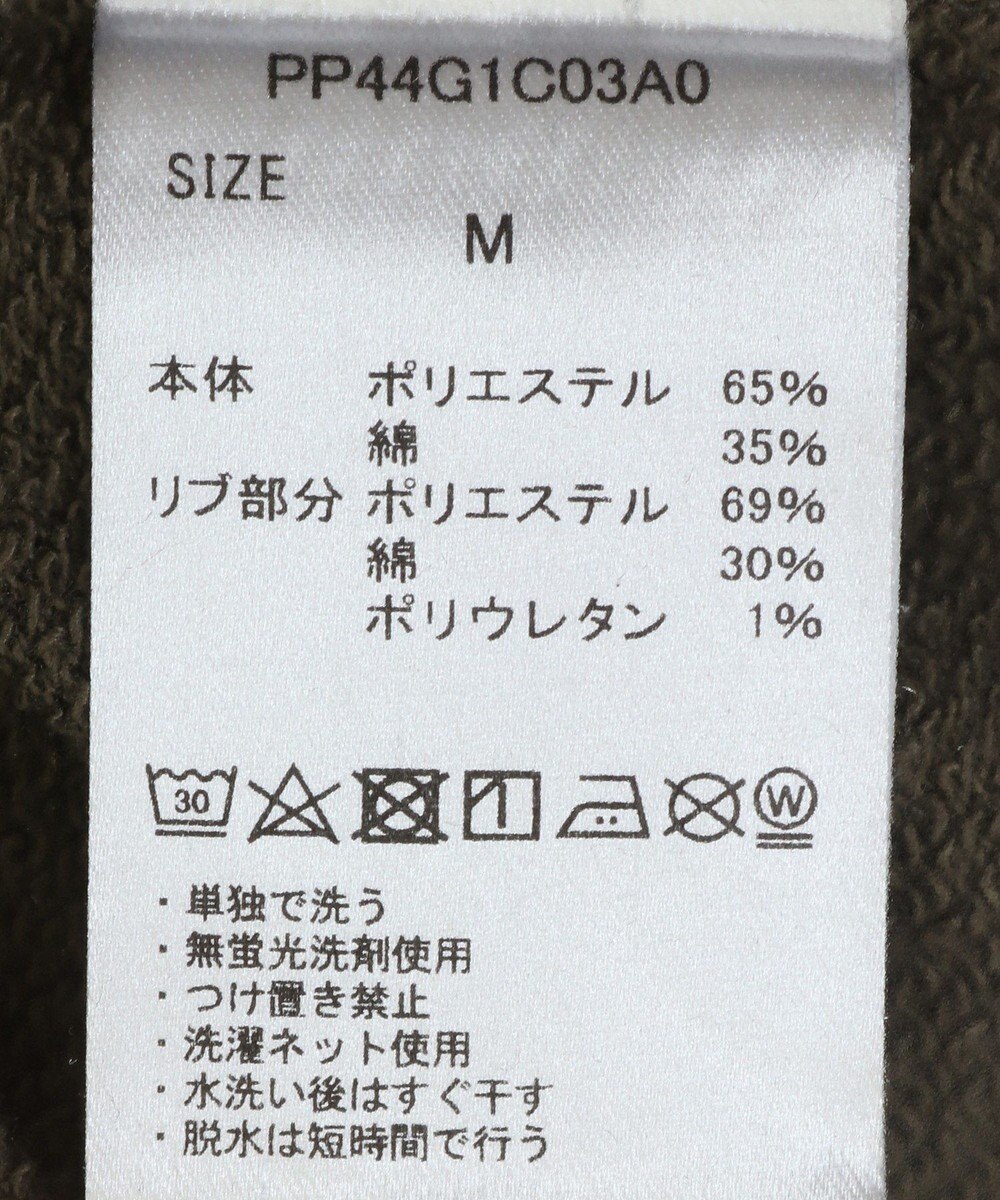 PP44G1C03A0
SIZE
M
本体 ポリエステル 65%
綿 35%
リブ部分 ポリエステル 69%
綿 30%
ポリウレタン 1%
30 W
・単独で洗う
・無蛍光洗剤使用
・つけ置き禁止
・洗濯ネット使用
・水洗い後はすぐ干す
・脱水は短時間で行う